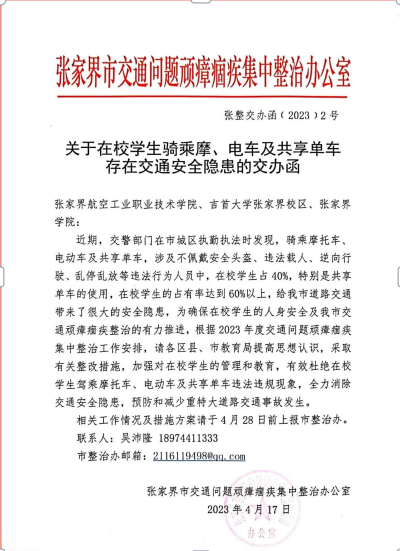 张家界市交通问题顽瘴痼疾集中整治办公室
张整交办函﹝2023﹞2号
关于在校学生骑乘摩、电车及共享单车
存在交通安全隐患的交办函
张家界航空工业职业技术学院、吉首大学张家界校区、张家界
学院：
近期，交警部门在市城区执勤执法时发现，骑乘摩托车、
电动车及共享单车，涉及不佩戴安全头盔、违法载人、逆向行
驶、乱停乱放等违法行为人员中，在校学生占 40%，特别是共享
单车的使用，在校学生的占有率达到 60%以上，给我市道路交通
带来了很大的安全隐患，为确保在校学生的人身安全及我市交
通顽瘴痼疾整治的有力推进，根据 2023 年度交通问题顽瘴痼疾
集中整治工作安排，请各区县、市教育局提高思想认识，采取
有关整改措施，加强对在校学生的管理和教育，有效杜绝在校
学生驾乘摩托车、电动车及共享单车违法违规现象，全力消除
交通安全隐患，预防和减少重特大道路交通事故发生。
相关工作情况及措施方案请于 4 月 28 日前上报市整治办。
联系人：吴沛隆 18974411333
市整治办邮箱：2116119498@qq.com
张家界市交通问题顽瘴痼疾集中整治办公室
2023 年 4 月 17 日
办公室